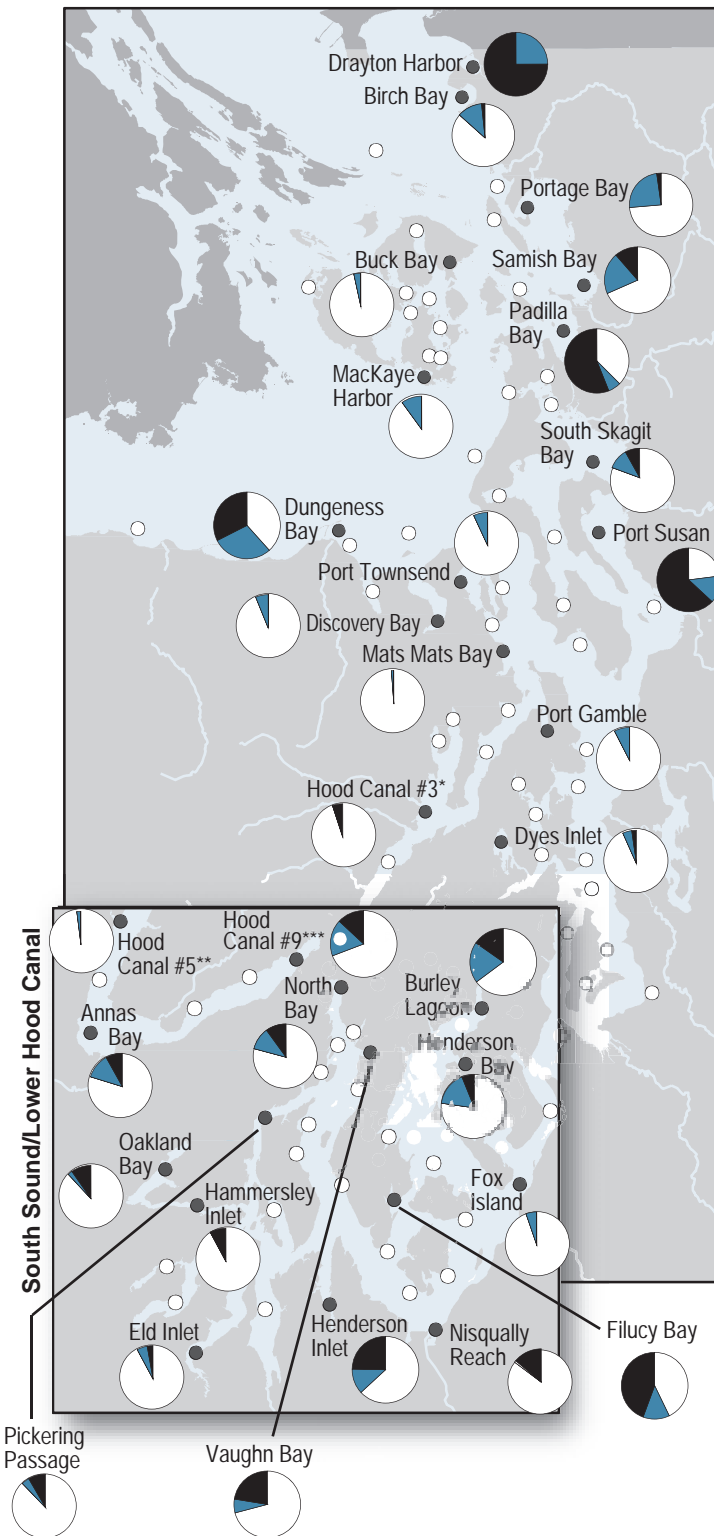 Drayton Harbor
Birch Bay
Portage Bay
Buck Bay
Samish Bay
Padilla
Bay
MacKaye
Harbor
South Skagit
Bay
Dungeness
Bay
Port Susan
Port Townsend
Discovery Bay
Mats Mats Bay
Port Gamble
Hood Canal #3*
Dyes Inlet
South Sound/Lower Hood Canal
Hood
Canal #5**
Hood
Canal #9***
North
Bay
Burley
Lagoon
Annas
Bay
Henderson
Bay
Oakland
Bay
Hammersley
Inlet
Fox
island
Eld Inlet
Henderson
Inlet
Nisqually
Reach
Filucy Bay
Pickering
Passage
Vaughn Bay